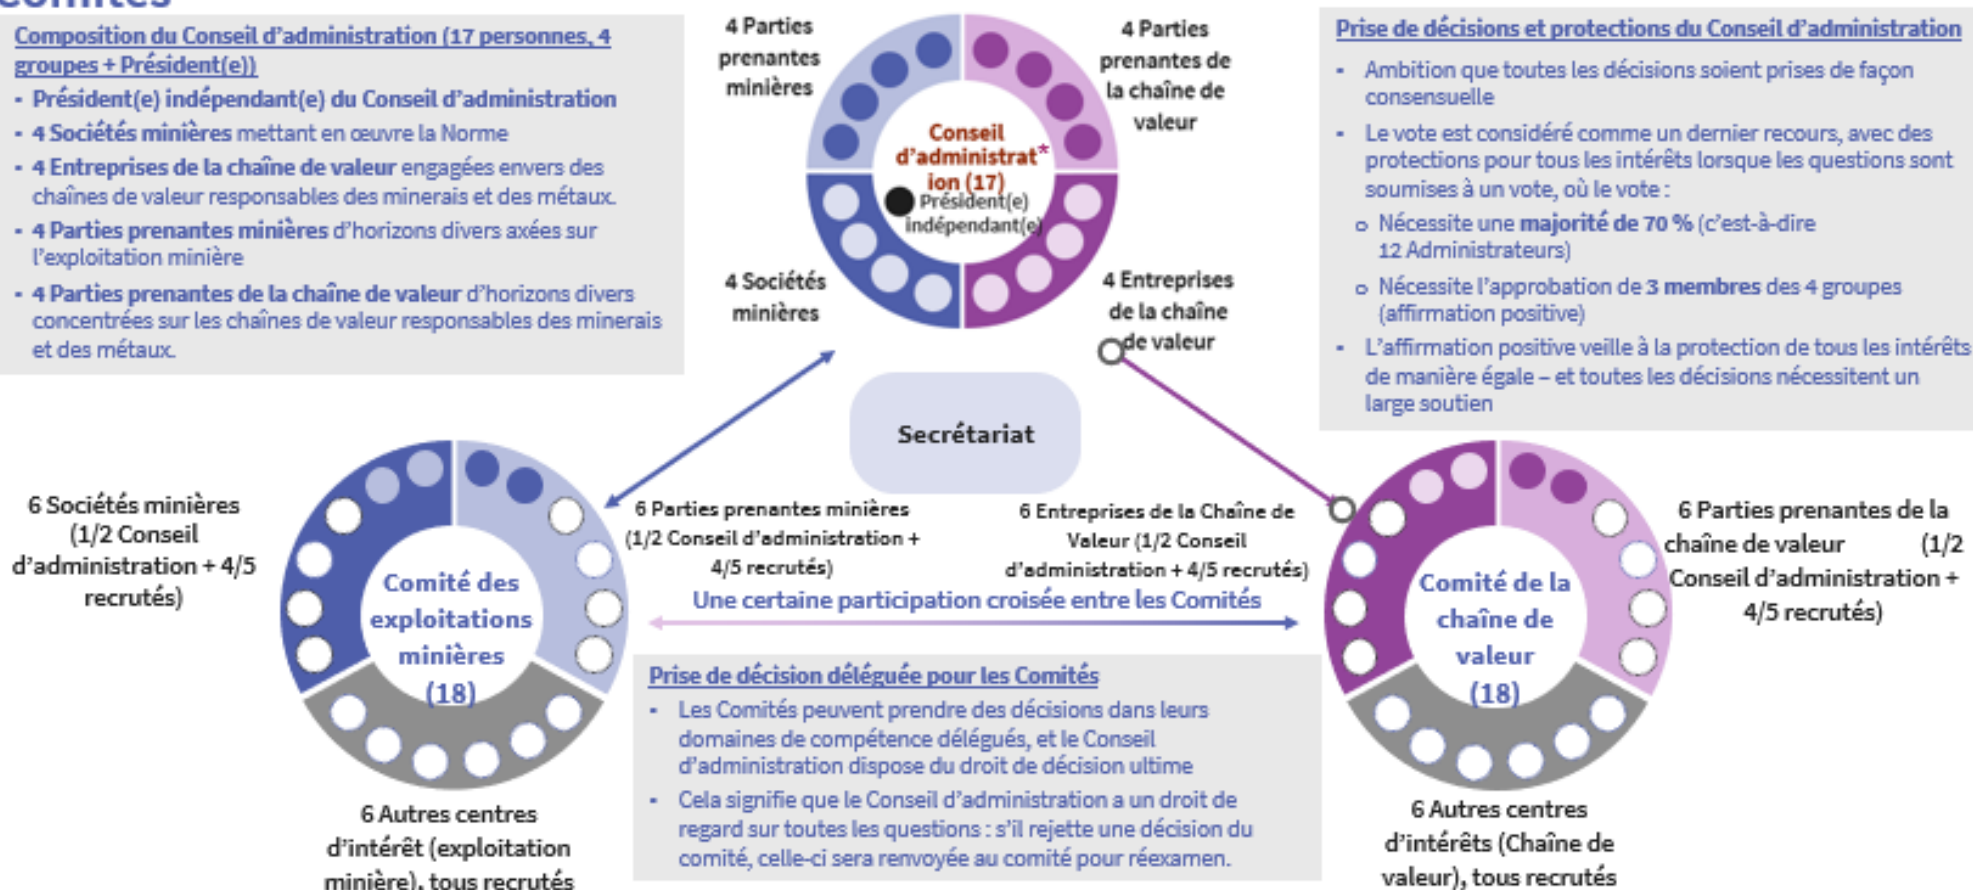 Comités
Composition du Conseil d’administration (17 personnes, 4
groupes + Président(e))
- Président(e) indépendant(e) du Conseil d’administration
- 4 Sociétés minières mettant en œuvre la Norme
- 4 Entreprises de la chaîne de valeur engagées envers des
chaînes de valeur responsables des minerais et des métaux.
- 4 Parties prenantes minières d’horizons divers axées sur
l’exploitation minière
- 4 Parties prenantes de la chaîne de valeur d’horizons divers
concentrées sur les chaînes de valeur responsables des minerais
et des métaux.
4 Parties
prenantes
minières
4 Parties
prenantes de
la chaîne de
valeur
Conseil
d’administrat*
ion (17)
Président(e)
indépendant(e)
4 Sociétés
minières
4 Entreprises
de la chaîne
de valeur
Prise de décisions et protections du Conseil d’administration
- Ambition que toutes les décisions soient prises de façon
consensuelle
- Le vote est considéré comme un dernier recours, avec des
protections pour tous les intérêts lorsque les questions sont
soumises à un vote, où le vote :
o Nécessite une majorité de 70 % (c’est-à-dire
12 Administrateurs)
o Nécessite l’approbation de 3 membres des 4 groupes
(affirmation positive)
- L’affirmation positive veille à la protection de tous les intérêts
de manière égale – et toutes les décisions nécessitent un
large soutien
Secrétariat
6 Sociétés minières
(1/2 Conseil
d’administration + 4/5
recrutés)
Comité des
exploitations
minières
(18)
6 Parties prenantes minières
(1/2 Conseil d’administration +
4/5 recrutés)
6 Autres centres
d’intérêt (exploitation
minière), tous recrutés
6 Entreprises de la Chaîne de
Valeur (1/2 Conseil
d’administration + 4/5 recrutés)
Une certaine participation croisée entre les Comités
Prise de décision déléguée pour les Comités
- Les Comités peuvent prendre des décisions dans leurs
domaines de compétence délégués, et le Conseil
d’administration dispose du droit de décision ultime
- Cela signifie que le Conseil d’administration a un droit de
regard sur toutes les questions : s’il rejette une décision du
comité, celle-ci sera renvoyée au comité pour réexamen.
Comité de la
chaîne de
valeur
(18)
6 Parties prenantes de la
chaîne de valeur (1/2
Conseil d’administration +
4/5 recrutés)
6 Autres centres
d’intérêts (Chaîne de
valeur), tous recrutés